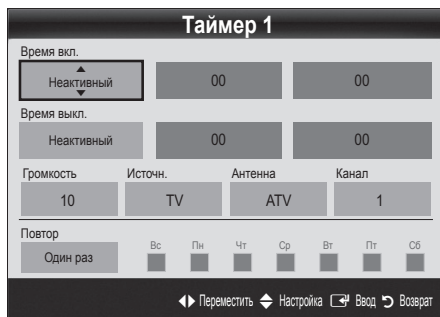 Таймер 1
Время вкл.
Неактивный 00 00
Время выкл.
Неактивный 00 00
Громкость Источн. Антенна Канал
10 TV ATV 1
Повтор
Вс Пн Чт Ср Вт Пт Сб
Один раз
Переместить Настройка Ввод Возврат